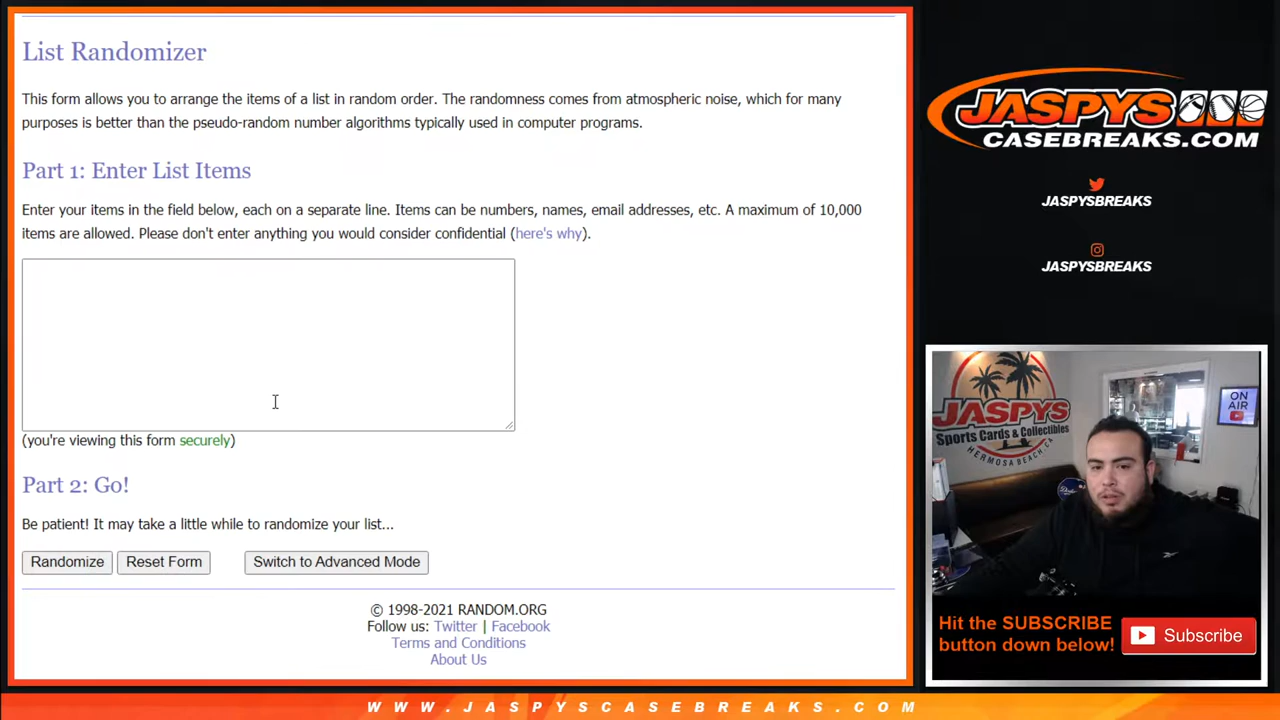 List Randomizer
This form allows you to arrange the items of a list in random order. The randomness comes from atmospheric noise, which for many
purposes is better than the pseudo-random number algorithms typically used in computer programs.
Part 1: Enter List Items
Enter your items in the field below, each on a separate line. Items can be numbers, names, email addresses, etc. A maximum of 10,000
items are allowed. Please don't enter anything you would consider confidential (here's why).
(you're viewing this form securely)
Part 2: Go!
Be patient! It may take a little while to randomize your list...
Randomize Reset Form Switch to Advanced Mode
© 1998-2021 RANDOM.ORG
Follow us: Twitter | Facebook
Terms and Conditions
About Us
JASPYS
CASEBREAKS.COM
JASPYSBREAKS
JASPYSBREAKS
JASPYS
Sports Cards & Collectibles
HERMOSA BEACH, CA
ON
AIR
Hit the SUBSCRIBE
button down below!
Subscribe
WWW.JASPYSCASEBREAKS.COM